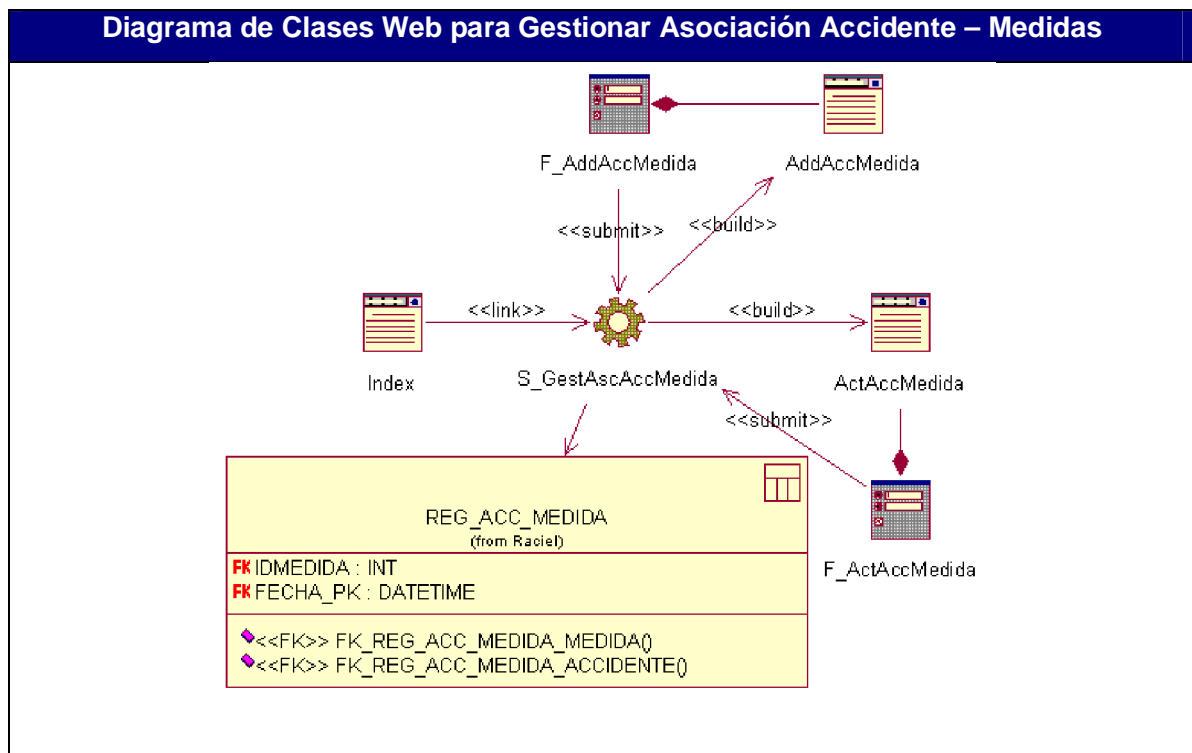 Diagrama de Clases Web para Gestionar Asociación Accidente – Medidas
F_AddAccMedida
AddAccMedida
<<submit>>
<<build>>
<<link>>
<<build>>
Index
S_GestAscAccMedida
ActAccMedida
<<submit>>
REG_ACC_MEDIDA
(from Raciel)
F_ActAccMedida
FK IDMEDIDA : INT
FK FECHA_PK : DATETIME
<<FK>> FK_REG_ACC_MEDIDA_MEDIDA()
<<FK>> FK_REG_ACC_MEDIDA_ACCIDENTE()